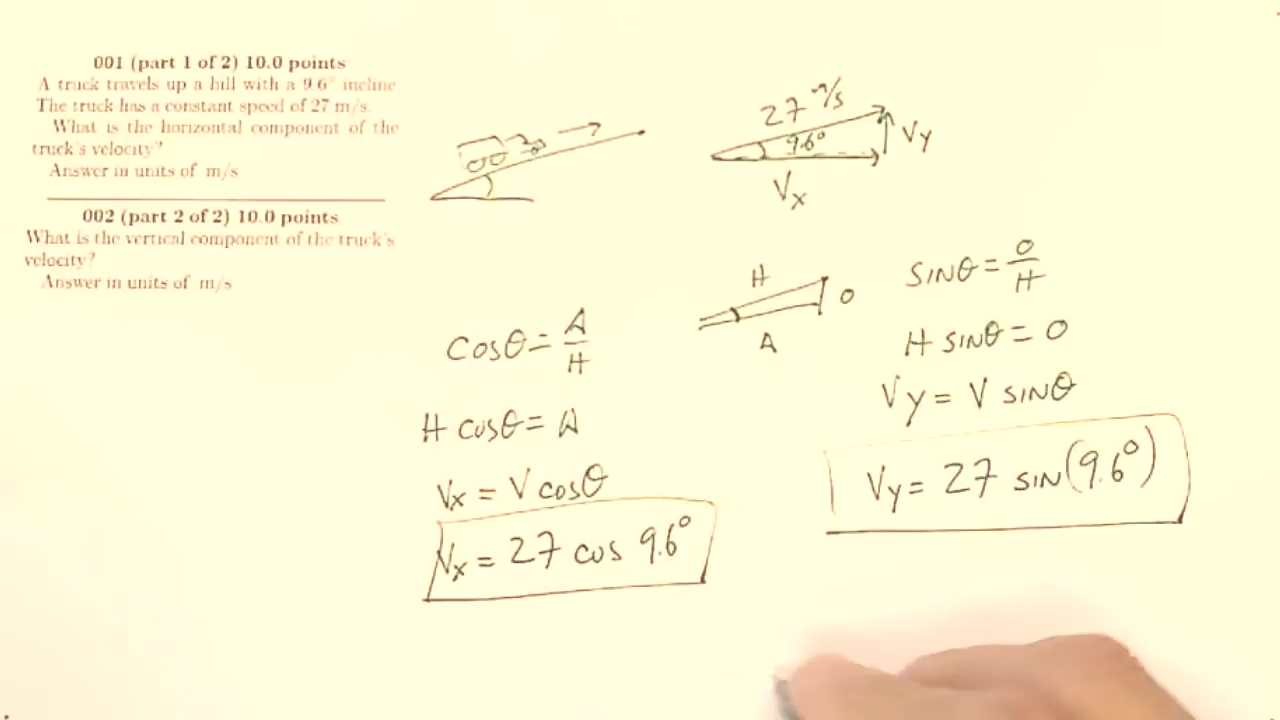 001 (part 1 of 2) 10.0 points
A truck travels up a hill with a 9.6° incline.
The truck has a constant speed of 27 m/s.
What is the horizontal component of the
truck's velocity?
Answer in units of m/s
002 (part 2 of 2) 10.0 points
What is the vertical component of the truck's
velocity?
Answer in units of m/s
27 m/s
9.6°
Vy
Vx
H
O
A
Cosθ = A/H
H cosθ = A
Vx = V cosθ
Vx = 27 cos 9.6°
SINθ = O/H
H SINθ = O
Vy = V SINθ
Vy = 27 SIN(9.6°)